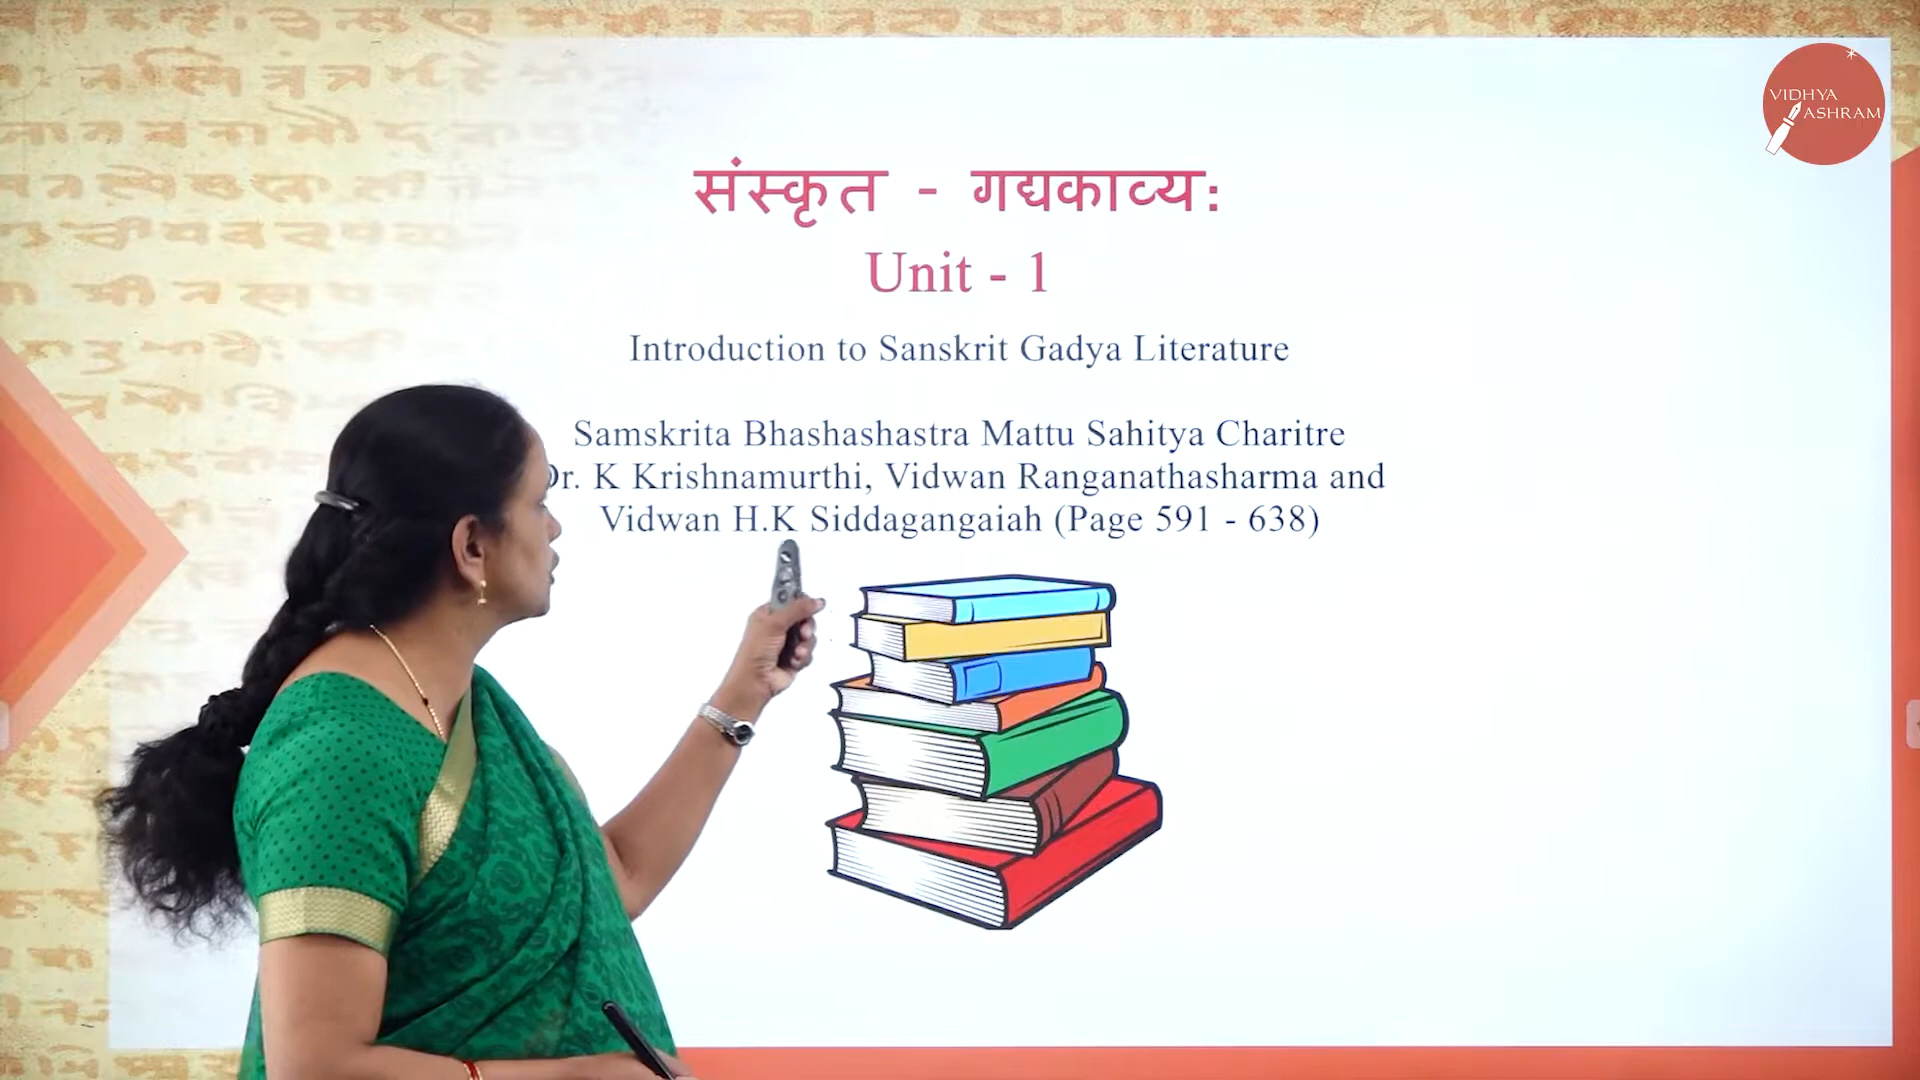 VIDHYA
ASHRAM
संस्कृत - गद्यकाव्य:
Unit - 1
Introduction to Sanskrit Gadya Literature
Samskrita Bhashashastra Mattu Sahitya Charitre
Dr. K Krishnamurthi, Vidwan Ranganathasharma and
Vidwan H.K Siddagangaiah (Page 591 - 638)